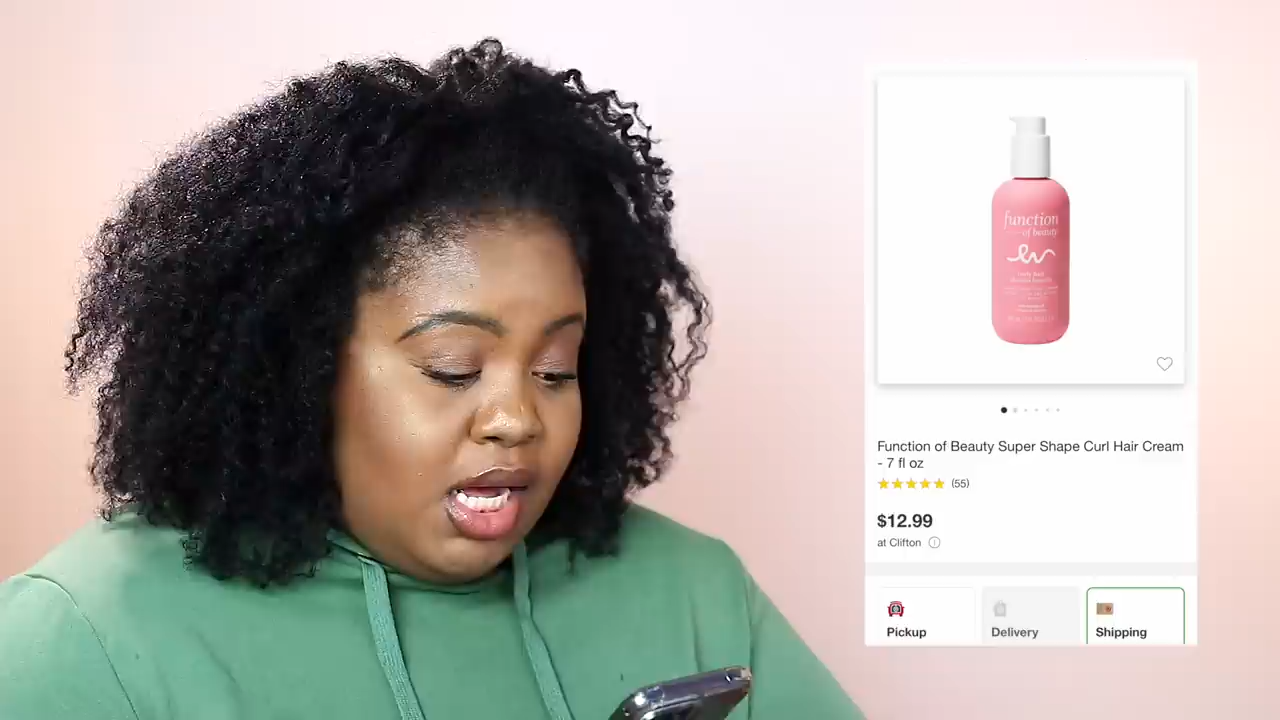 function
of beauty
Function of Beauty Super Shape Curl Hair Cream
- 7 fl oz
(55)
$12.99
at Clifton
Pickup
Delivery
Shipping